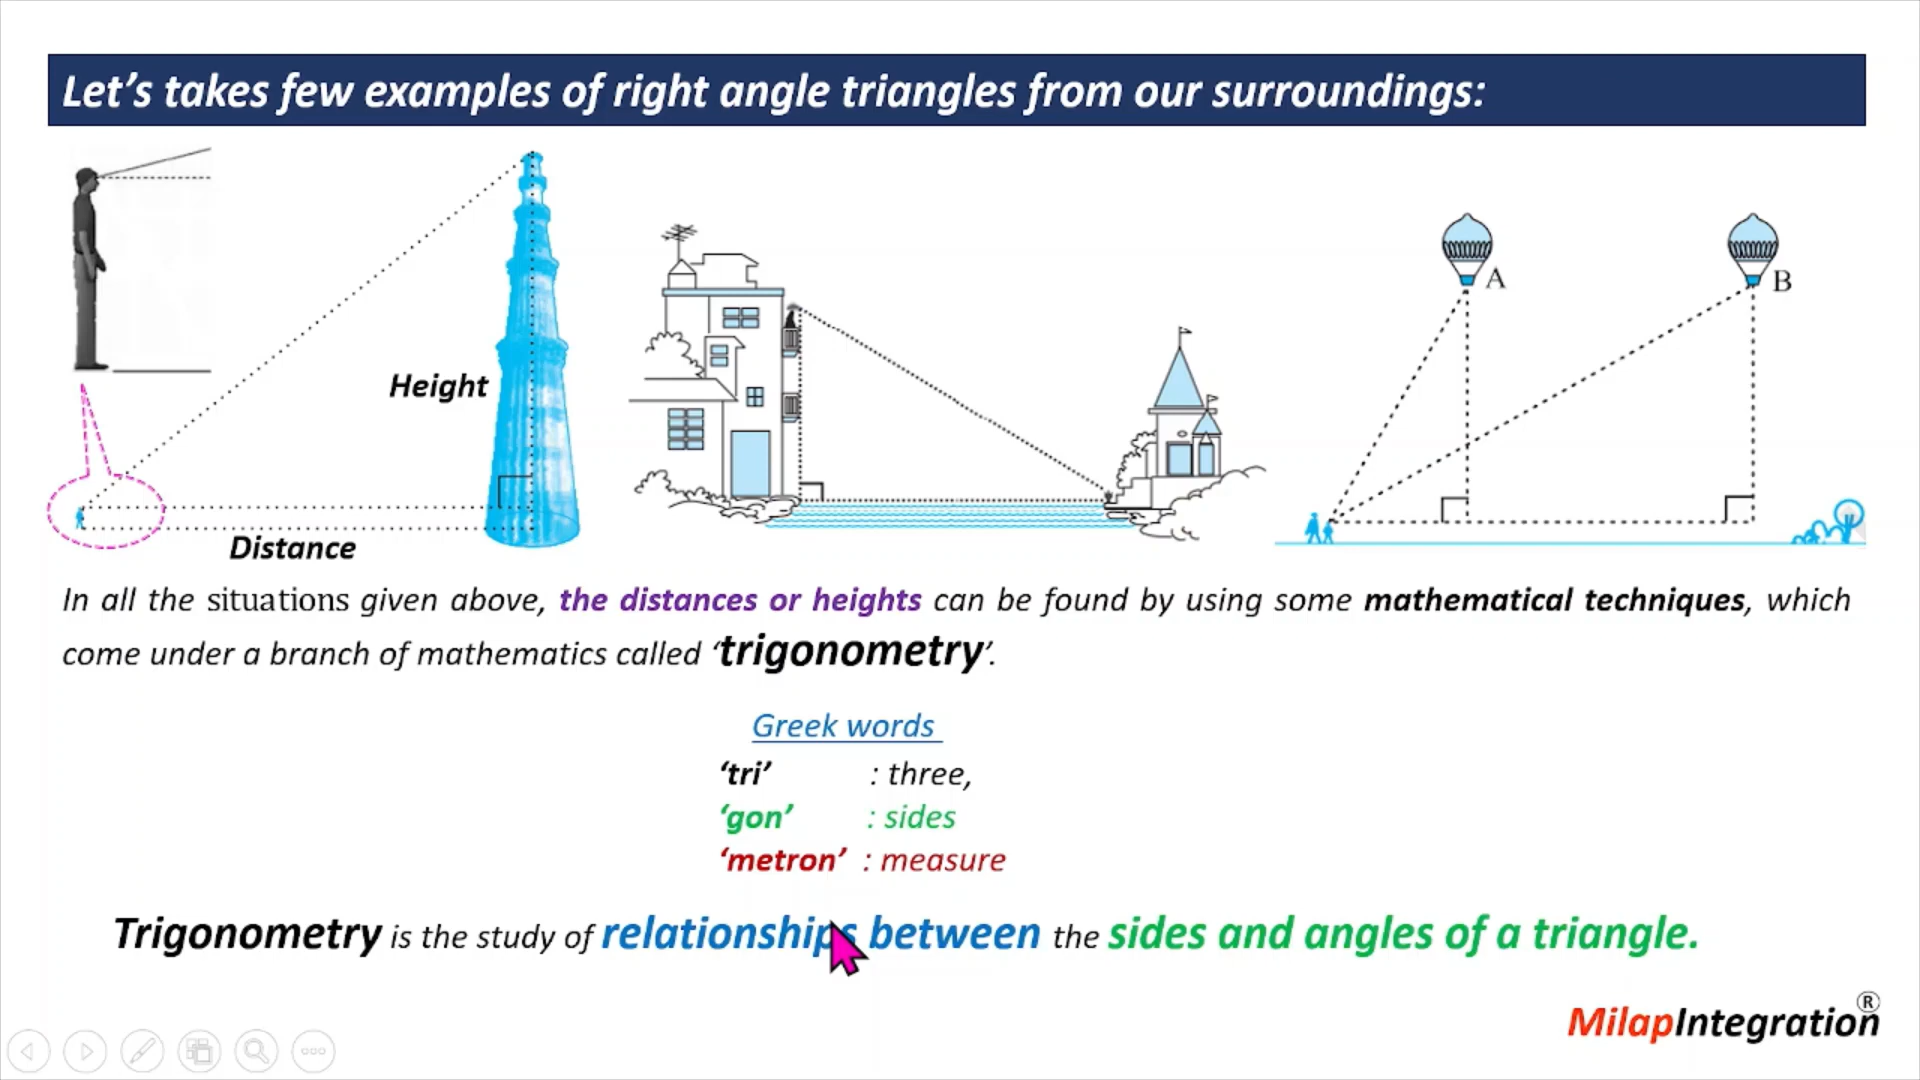 Let’s takes few examples of right angle triangles from our surroundings:
A
B
Height
Distance
In all the situations given above, the distances or heights can be found by using some mathematical techniques, which
come under a branch of mathematics called ‘trigonometry’.
Greek words
‘tri’ : three,
‘gon’ : sides
‘metron’ : measure
Trigonometry is the study of relationships between the sides and angles of a triangle.
MilapIntegration®